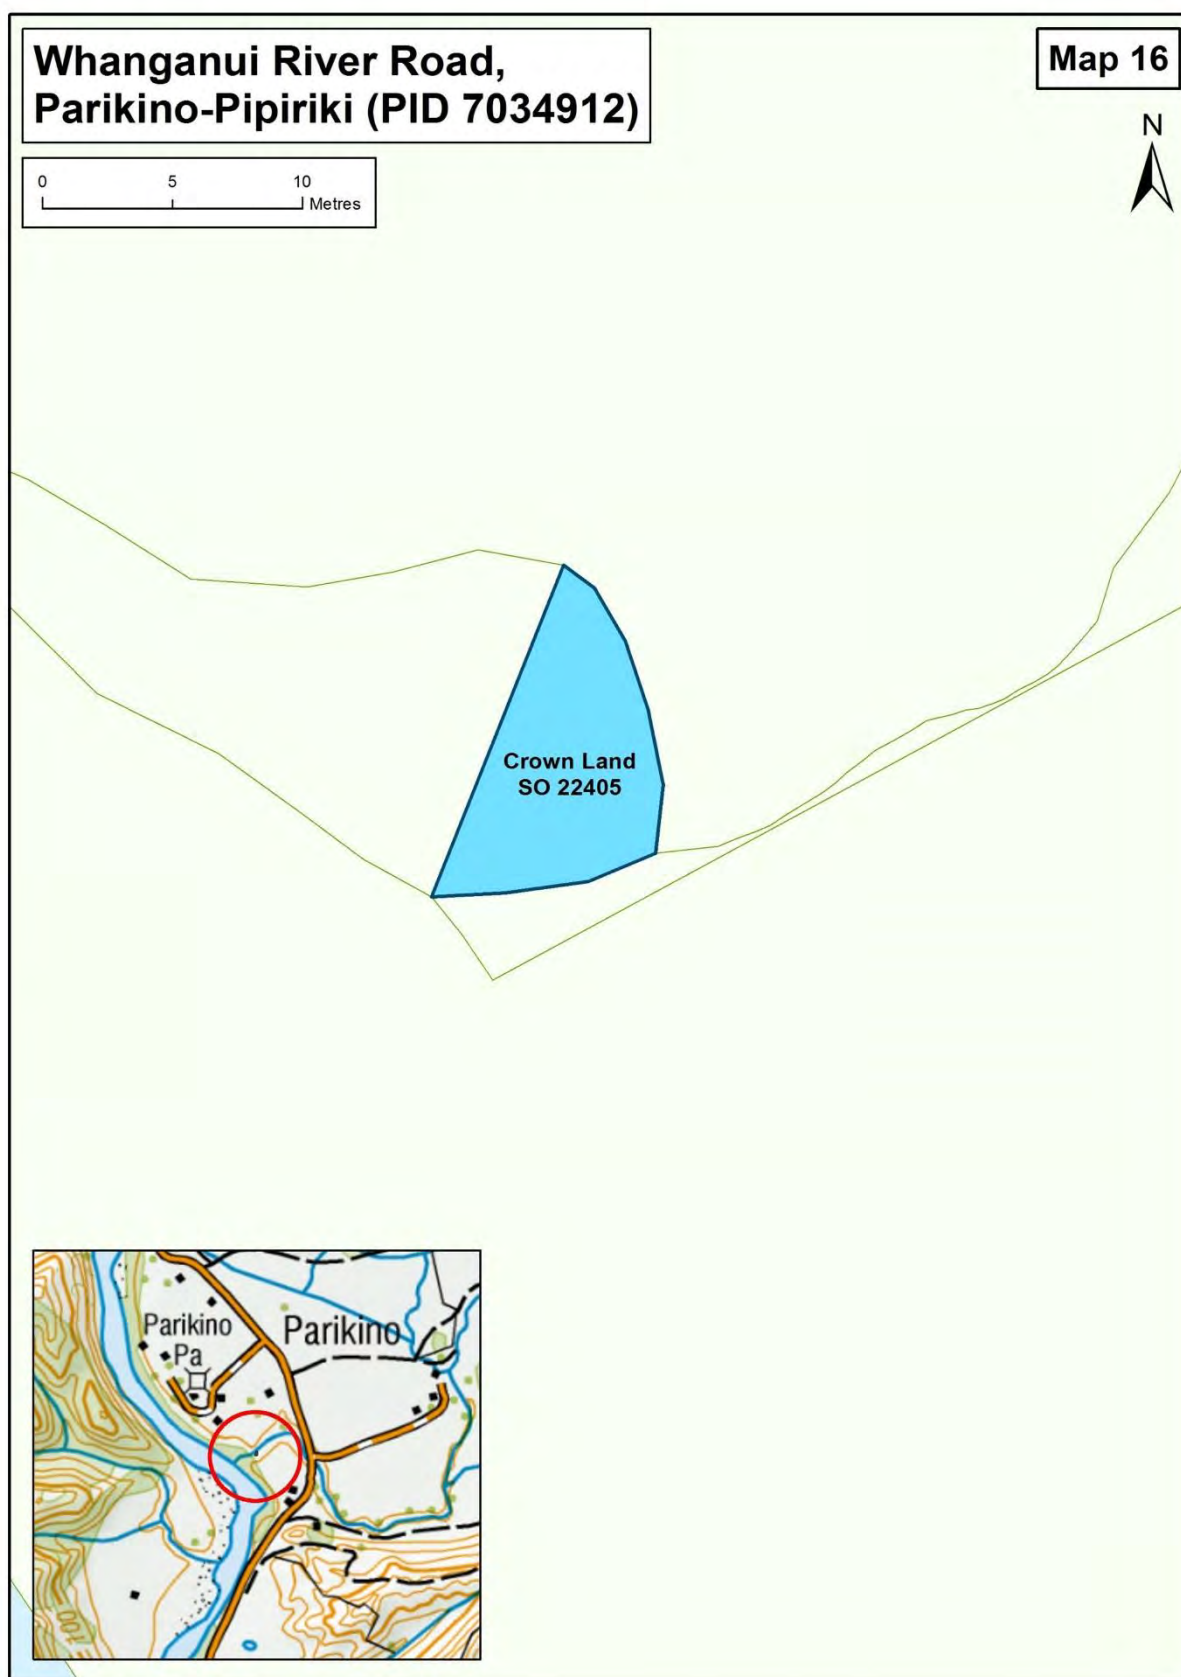 Whanganui River Road,
Parikino-Pipiriki (PID 7034912)
Map 16
N
0 5 10
Metres
Crown Land
SO 22405
Parikino
Pa
Parikino
100